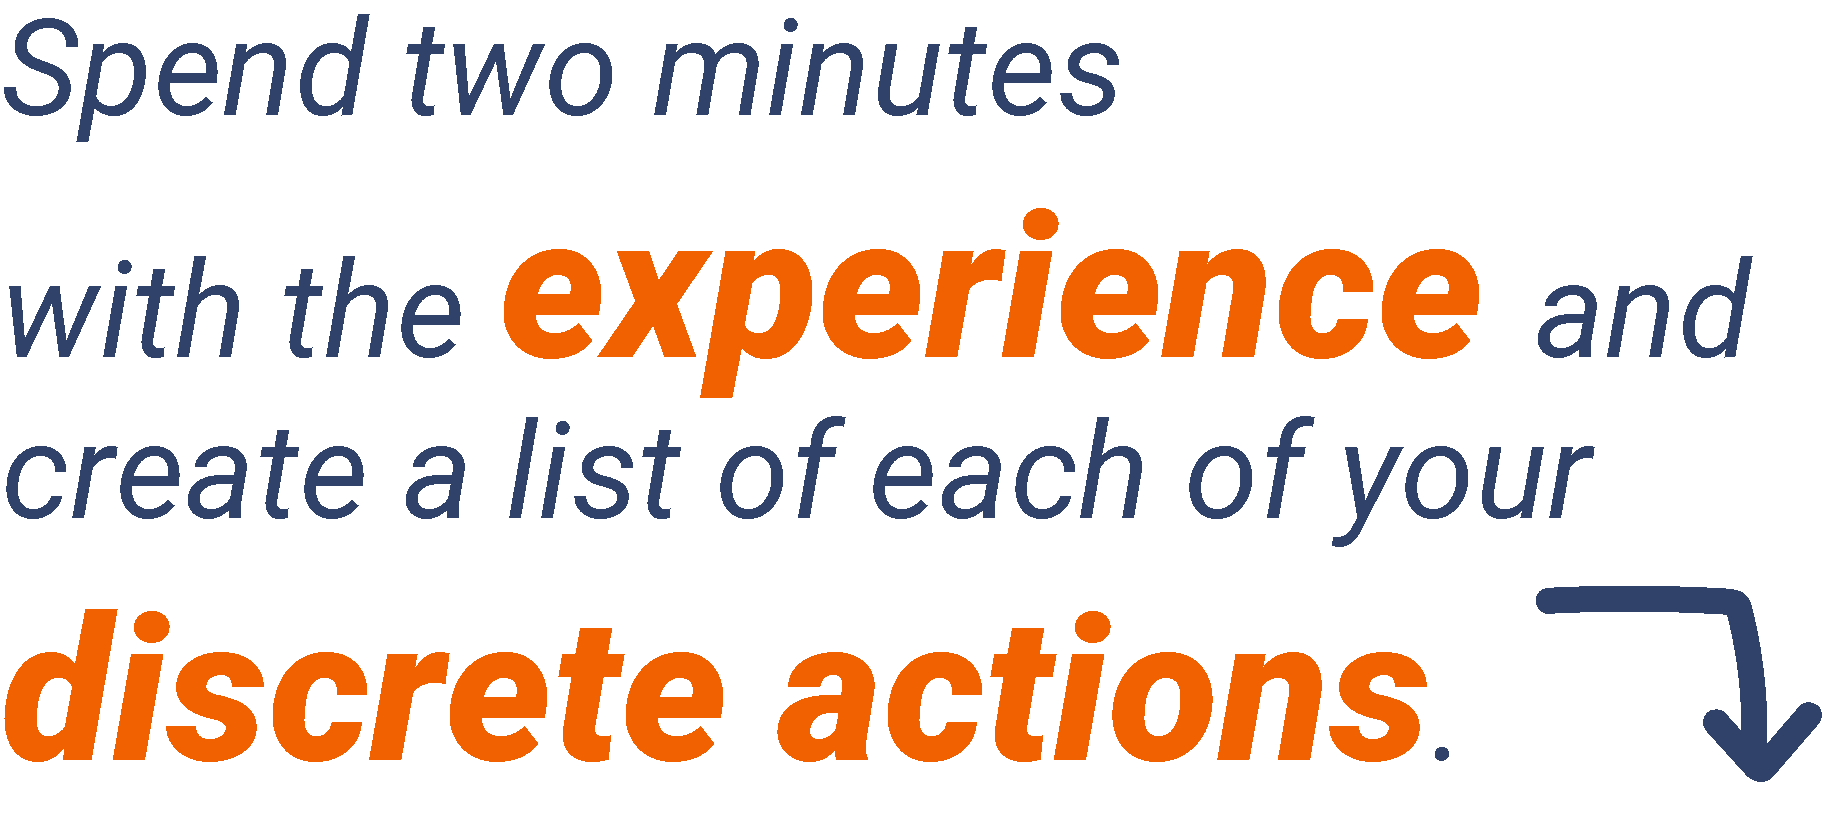 Spend two minutes
with the experience and
create a list of each of your
discrete actions.